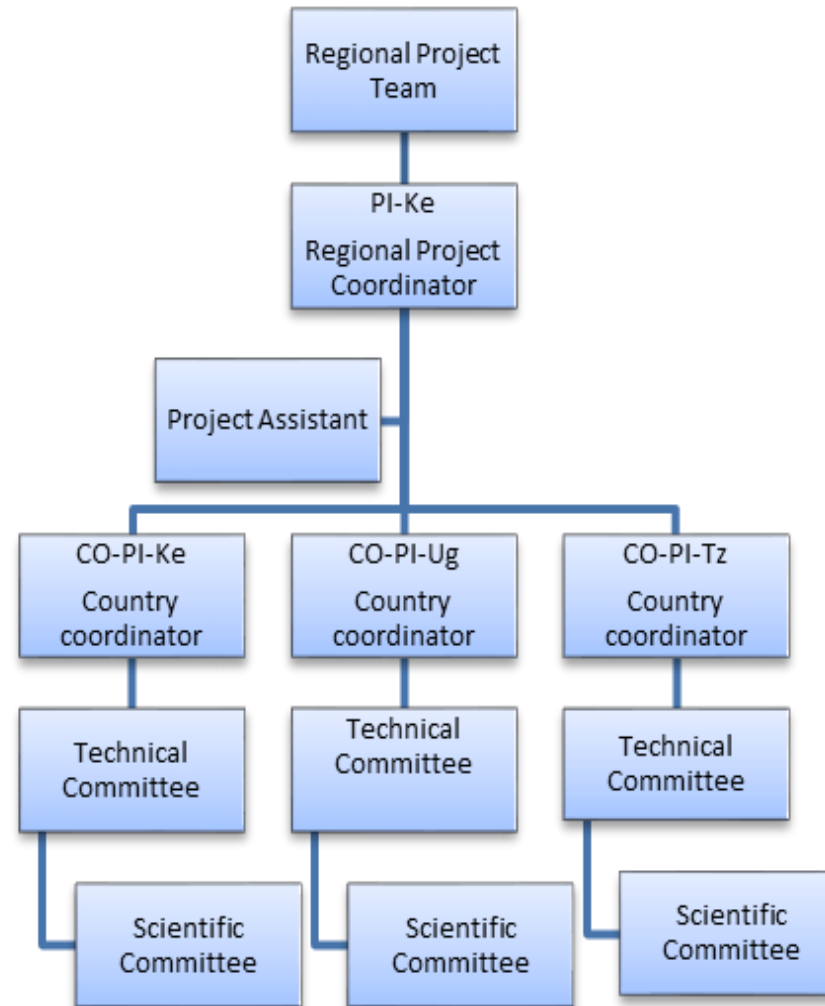 Regional Project
Team
PI-Ke
Regional Project
Coordinator
Project Assistant
CO-PI-Ke
Country
coordinator
CO-PI-Ug
Country
coordinator
CO-PI-Tz
Country
coordinator
Technical
Committee
Technical
Committee
Technical
Committee
Scientific
Committee
Scientific
Committee
Scientific
Committee